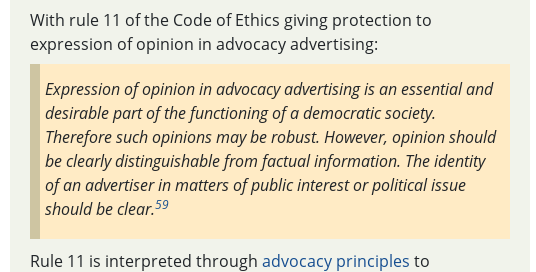 With rule 11 of the Code of Ethics giving protection to
expression of opinion in advocacy advertising:
Expression of opinion in advocacy advertising is an essential and
desirable part of the functioning of a democratic society.
Therefore such opinions may be robust. However, opinion should
be clearly distinguishable from factual information. The identity
of an advertiser in matters of public interest or political issue
should be clear.59
Rule 11 is interpreted through advocacy principles to